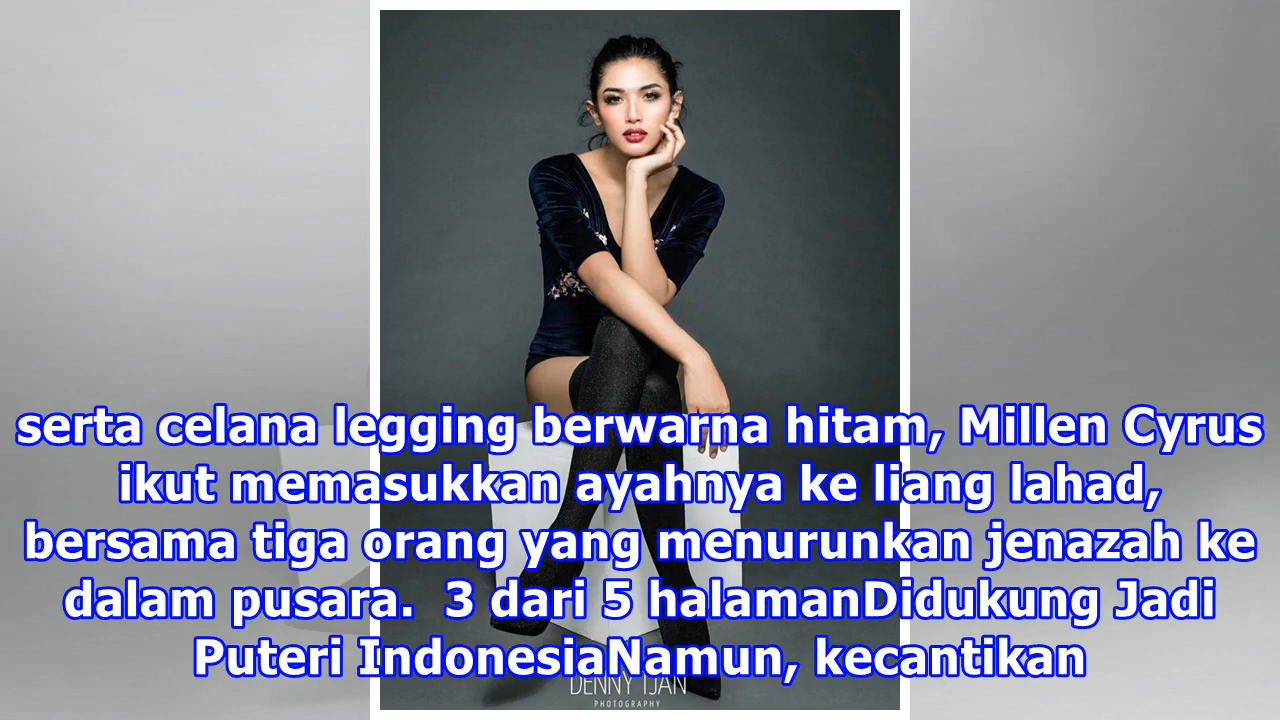 serta celana legging berwarna hitam, Millen Cyrus
ikut memasukkan ayahnya ke liang lahad,
bersama tiga orang yang menurunkan jenazah ke
dalam pusara.  3 dari 5 halamanDidukung Jadi
Puteri IndonesiaNamun, kecantikan
DENNY TJAN
PHOTOGRAPHY